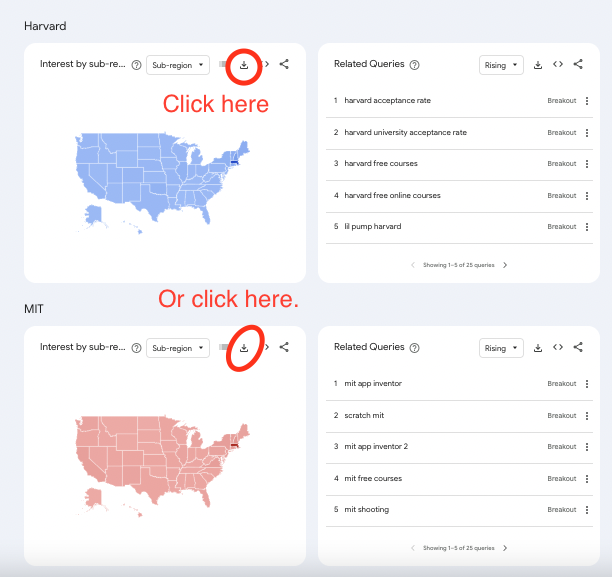 Harvard
Interest by sub-re... Sub-region
Click here
Related Queries Rising
1 harvard acceptance rate Breakout
2 harvard university acceptance rate Breakout
3 harvard free courses Breakout
4 harvard free online courses Breakout
5 lil pump harvard Breakout
Showing 1-5 of 25 queries
Or click here.
MIT
Interest by sub-re... Sub-region
Related Queries Rising
1 mit app inventor Breakout
2 scratch mit Breakout
3 mit app inventor 2 Breakout
4 mit free courses Breakout
5 mit shooting Breakout
Showing 1-5 of 25 queries